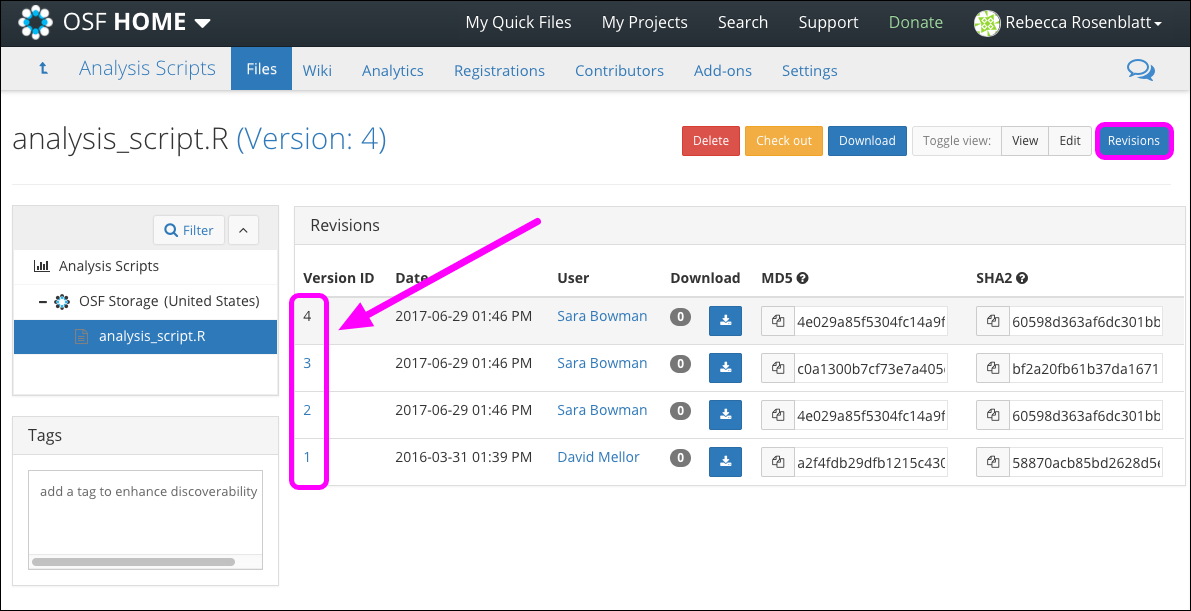 OSF HOME My Quick Files My Projects Search Support Donate Rebecca Rosenblatt
Analysis Scripts Files Wiki Analytics Registrations Contributors Add-ons Settings
analysis_script.R (Version: 4)
Delete Check out Download Toggle view: View Edit Revisions
Filter
Analysis Scripts
OSF Storage (United States)
analysis_script.R
Tags
add a tag to enhance discoverability
Revisions
Version ID Date User Download MD5 SHA2
4 2017-06-29 01:46 PM Sara Bowman 0 4e029a85f5304fc14a9f 60598d363af6dc301bb
3 2017-06-29 01:46 PM Sara Bowman 0 c0a1300b7cf73e7a405 bf2a20fb61b37da1671
2 2017-06-29 01:46 PM Sara Bowman 0 4e029a85f5304fc14a9f 60598d363af6dc301bb
1 2016-03-31 01:39 PM David Mellor 0 a2f4fdb29dfb1215c430 58870acb85bd2628d5e